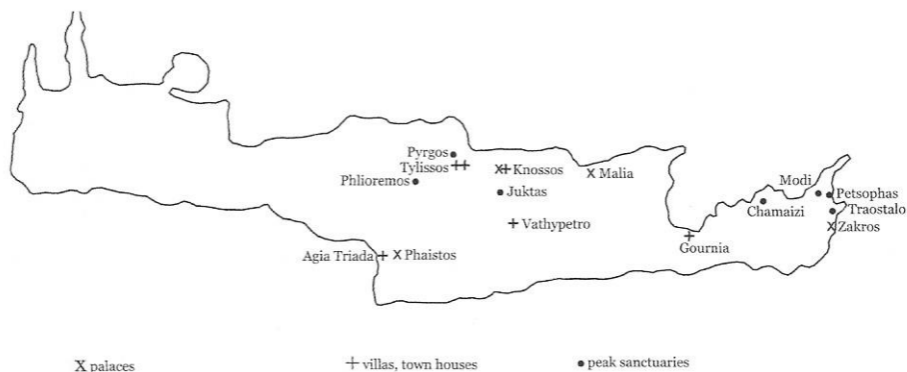 Pyrgos
Tylissos
Knossos
Malia
Phlioremos
Juktas
Modi
Petsophas
Chamaizi
Traostalo
Vathypetro
Zakros
Gournia
Agia Triada
Phaistos
X palaces
+ villas, town houses
● peak sanctuaries